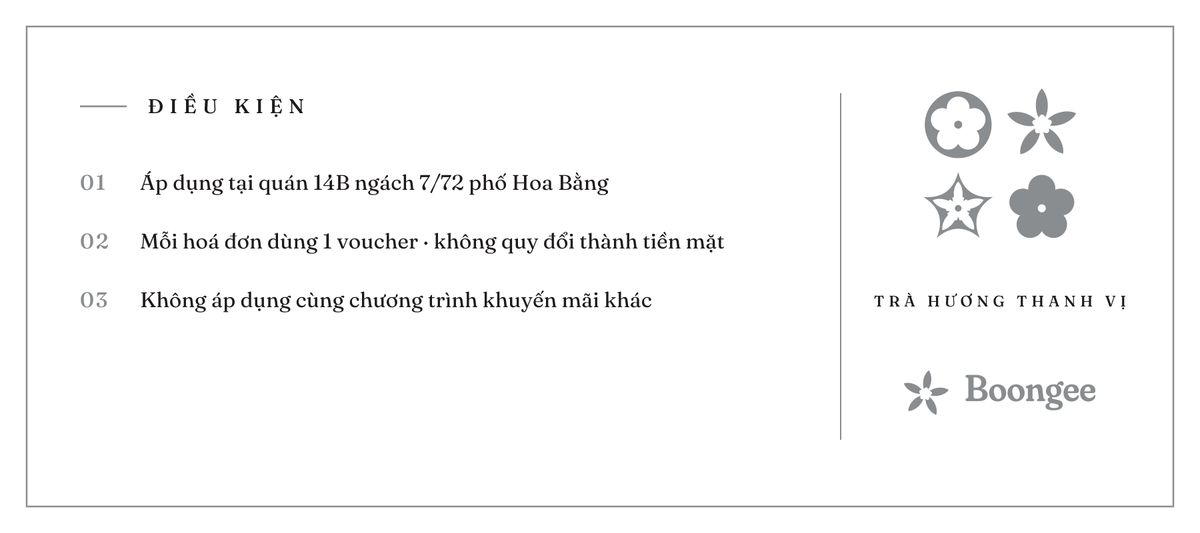 ĐIỀU KIỆN
01 Áp dụng tại quán 14B ngách 7/72 phố Hoa Bằng
02 Mỗi hoá đơn dùng 1 voucher · không quy đổi thành tiền mặt
03 Không áp dụng cùng chương trình khuyến mãi khác
TRÀ HƯƠNG THANH VỊ
Boongee